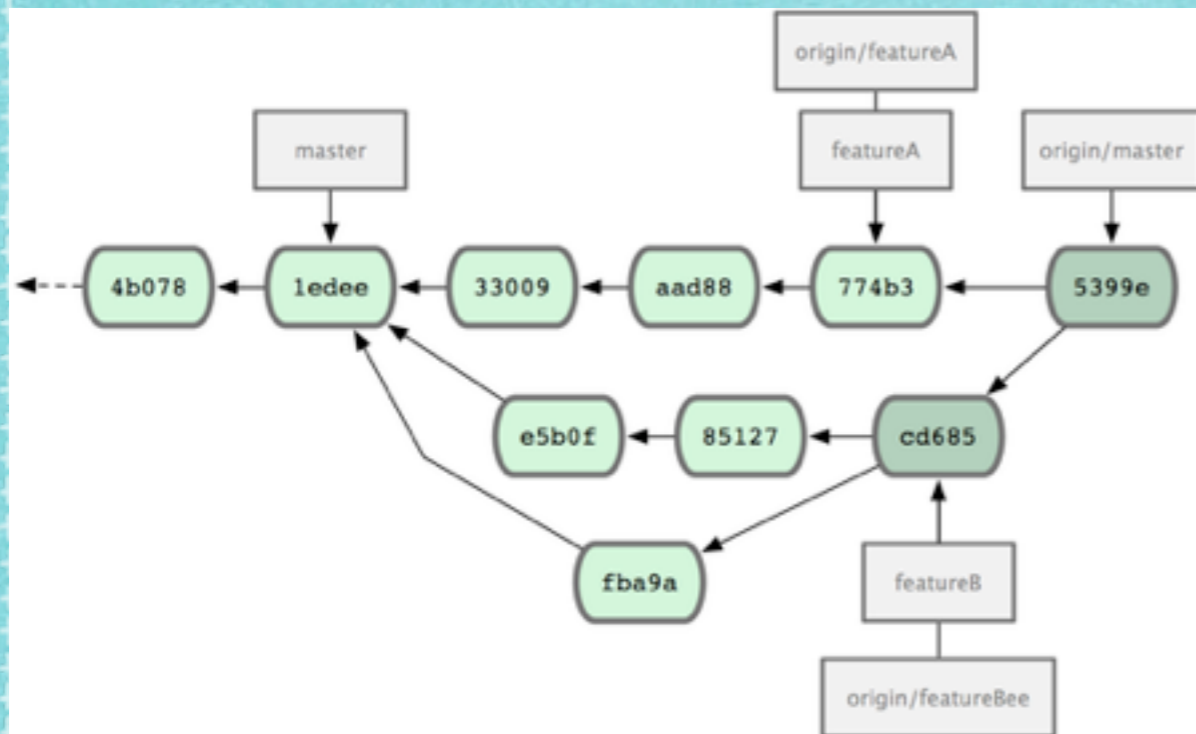 origin/featureA
master
featureA
origin/master
4b078
1edee
33009
aad88
774b3
5399e
e5b0f
85127
cd685
fba9a
featureB
origin/featureBee